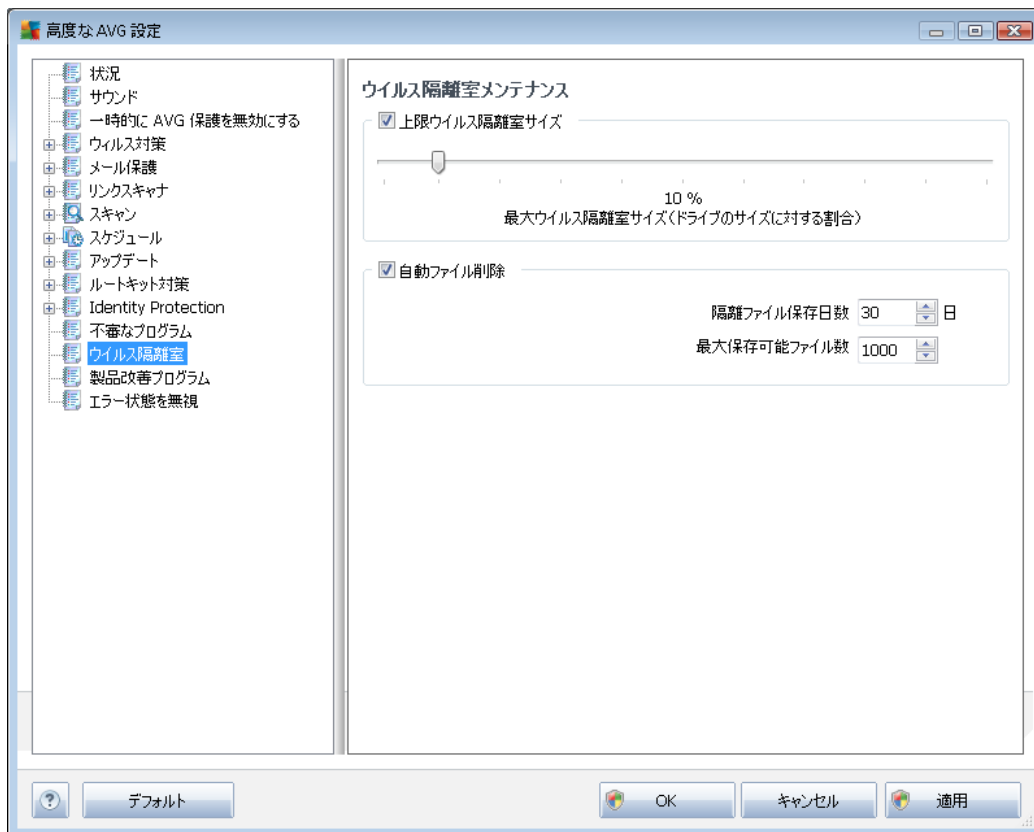 高度な AVG 設定
状況
サウンド
一時的に AVG 保護を無効にする
ウィルス対策
メール保護
リンクスキャナ
スキャン
スケジュール
アップデート
ルートキット対策
Identity Protection
不審なプログラム
ウイルス隔離室
製品改善プログラム
エラー状態を無視
ウイルス隔離室メンテナンス
上限ウイルス隔離室サイズ
10 %
最大ウイルス隔離室サイズ(ドライブのサイズに対する割合)
自動ファイル削除
隔離ファイル保存日数 30 日
最大保存可能ファイル数 1000
? デフォルト OK キャンセル 適用